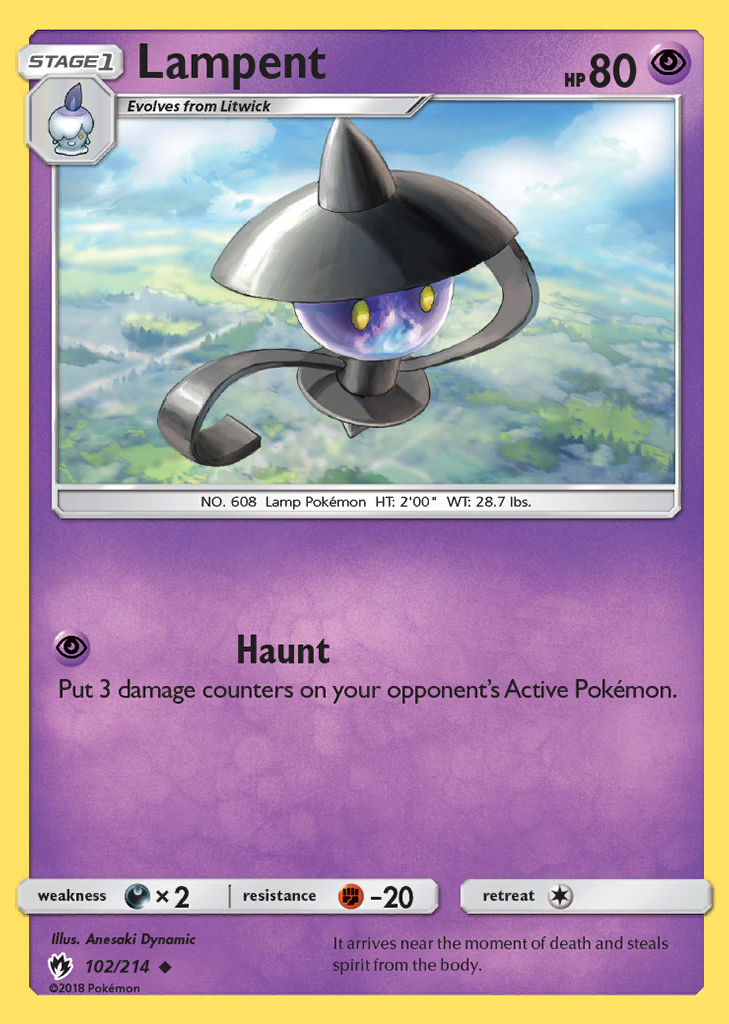 STAGE1
Lampent
HP 80
Evolves from Litwick
NO. 608 Lamp Pokémon HT: 2'00" WT: 28.7 lbs.
Haunt
Put 3 damage counters on your opponent's Active Pokémon.
weakness × 2 resistance -20 retreat
Illus. Anesaki Dynamic
102/214
©2018 Pokémon
It arrives near the moment of death and steals
spirit from the body.